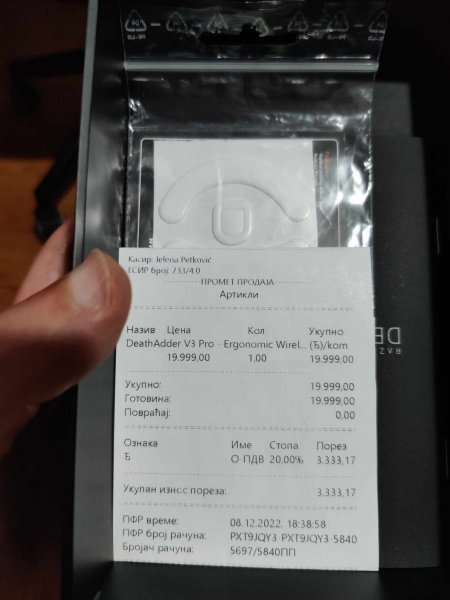 Касир: Jelena Petković
ЕСИР број: 733/4.0
ПРОМЕТ ПРОДАЈА
Артикли
Назив Цена Кол Укупно
DeathAdder V3 Pro - Ergonomic Wirel... (Ђ)/kom
19.999,00 1,00 19.999,00
Укупно: 19.999,00
Готовина: 19.999,00
Повраћај: 0,00
Ознака Име Стопа Порез
Ђ О-ПДВ 20,00% 3.333,17
Укупан износ пореза: 3.333,17
ПФР време: 08.12.2022. 18:38:58
ПФР број рачуна: PXT9JQY3-PXT9JQY3-5840
Бројач рачуна: 5697/5840ПП
RAZ
DE